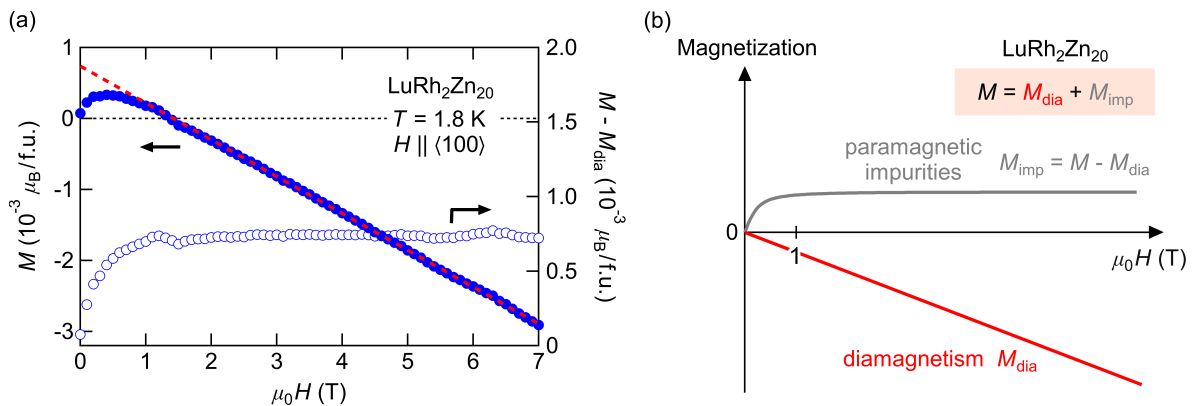 (a)
1
0
-1
-2
-3
M (10⁻³ μB/f.u.)
LuRh₂Zn₂₀
T = 1.8 K
H || ⟨100⟩
2.0
1.5
1.0
0.5
0
M - Mdia (10⁻³ μB/f.u.)
0 1 2 3 4 5 6 7
μ₀H (T)
(b)
Magnetization
LuRh₂Zn₂₀
M = Mdia + Mimp
paramagnetic
impurities
Mimp = M - Mdia
0
1
μ₀H (T)
diamagnetism Mdia